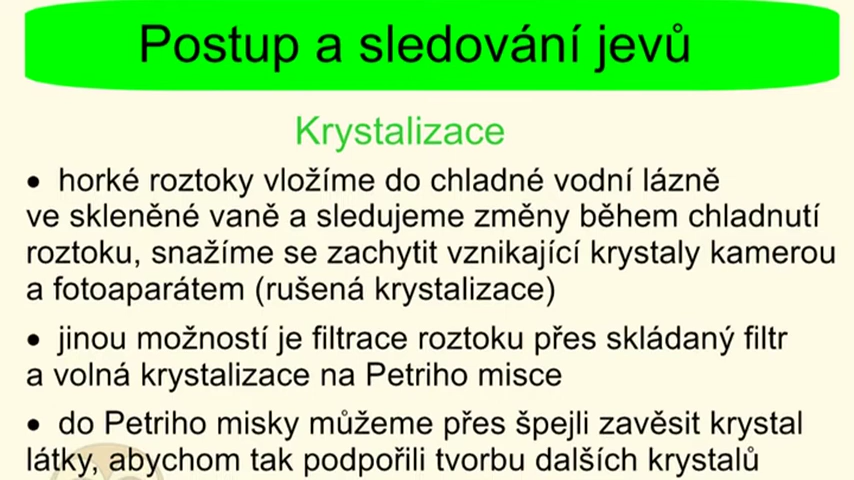 Postup a sledování jevů
Krystalizace
• horké roztoky vložíme do chladné vodní lázně
ve skleněné vaně a sledujeme změny během chladnutí
roztoku, snažíme se zachytit vznikající krystaly kamerou
a fotoaparátem (rušená krystalizace)
• jinou možností je filtrace roztoku přes skládaný filtr
a volná krystalizace na Petriho misce
• do Petriho misky můžeme přes špejli zavěsit krystal
látky, abychom tak podpořili tvorbu dalších krystalů